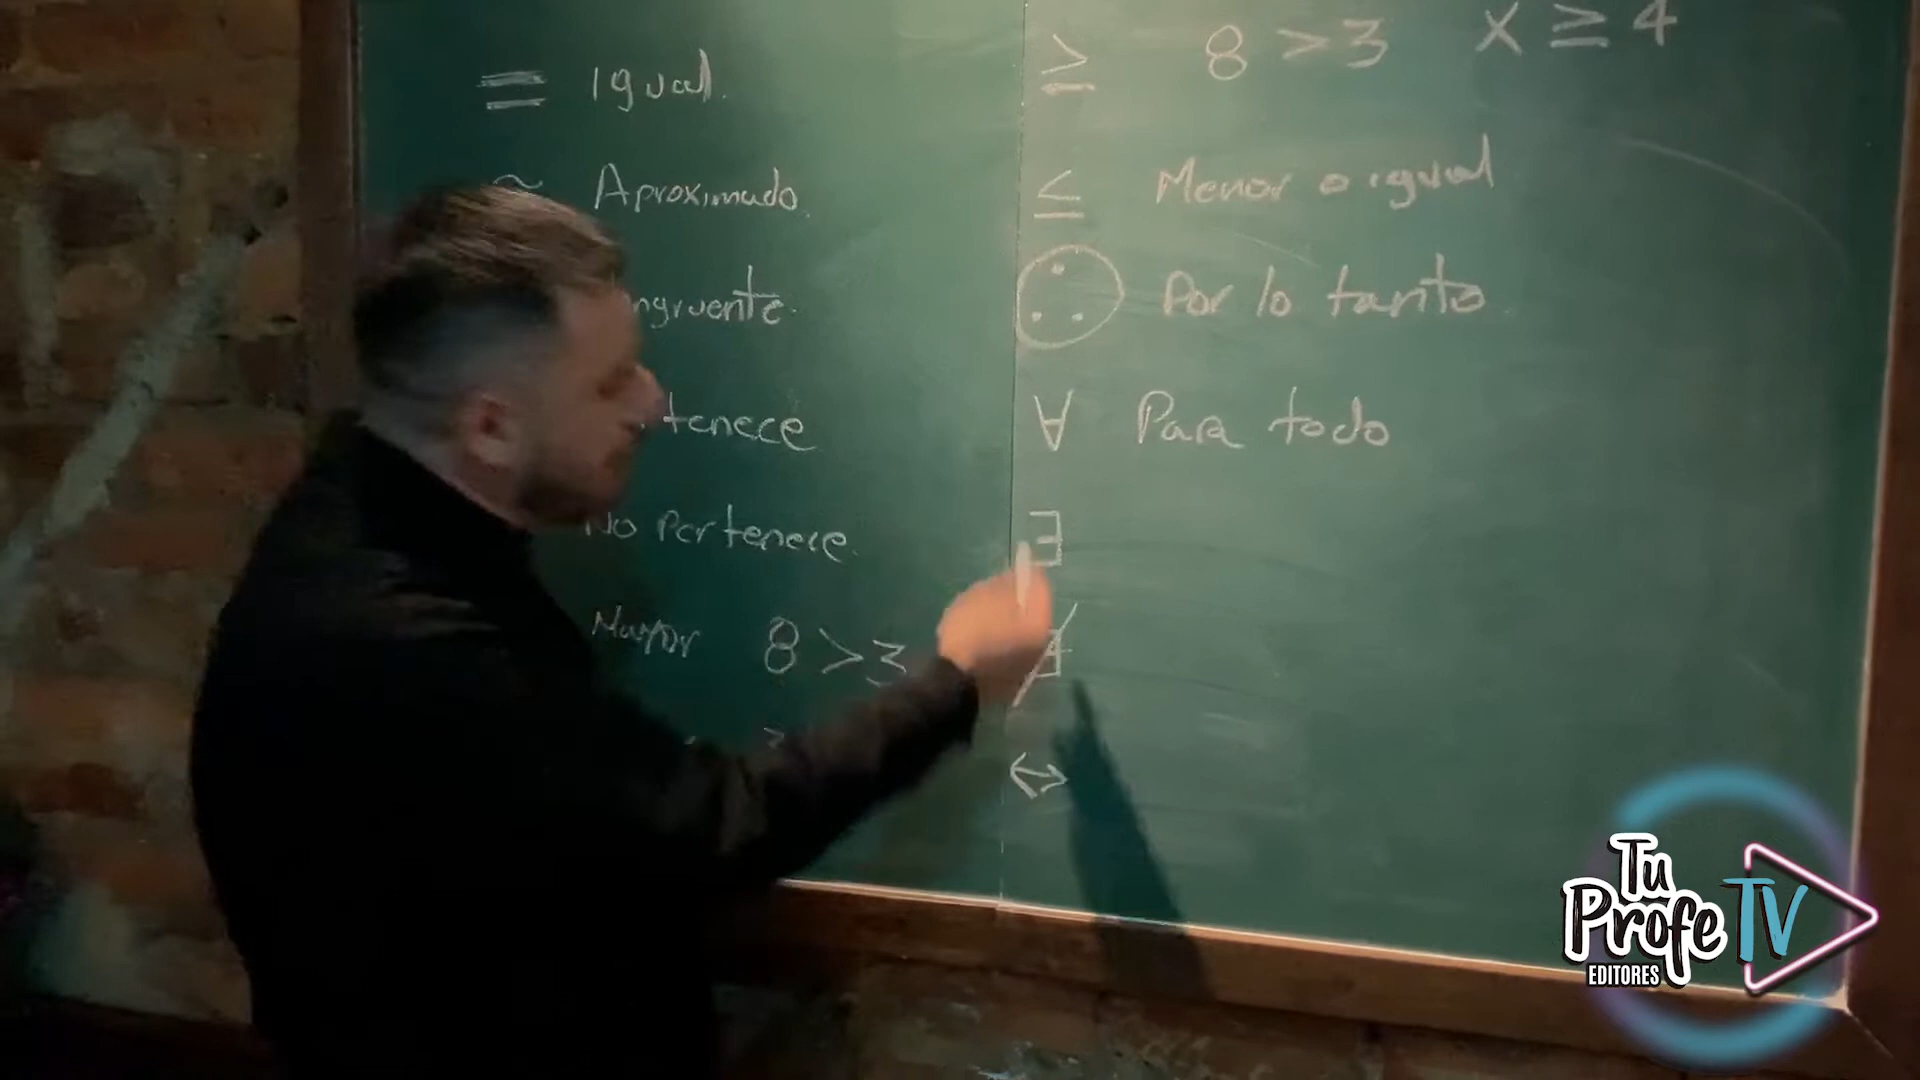 = Igual.
Aproximado.
ngruente.
tenece
No Pertenece.
Mayor 8 > 3
≥ 8 > 3 x ≥ 4
≤ Menor o igual
∴ Por lo tanto
∀ Para todo
∃
∄
↔
Tu
Profe TV
EDITORES